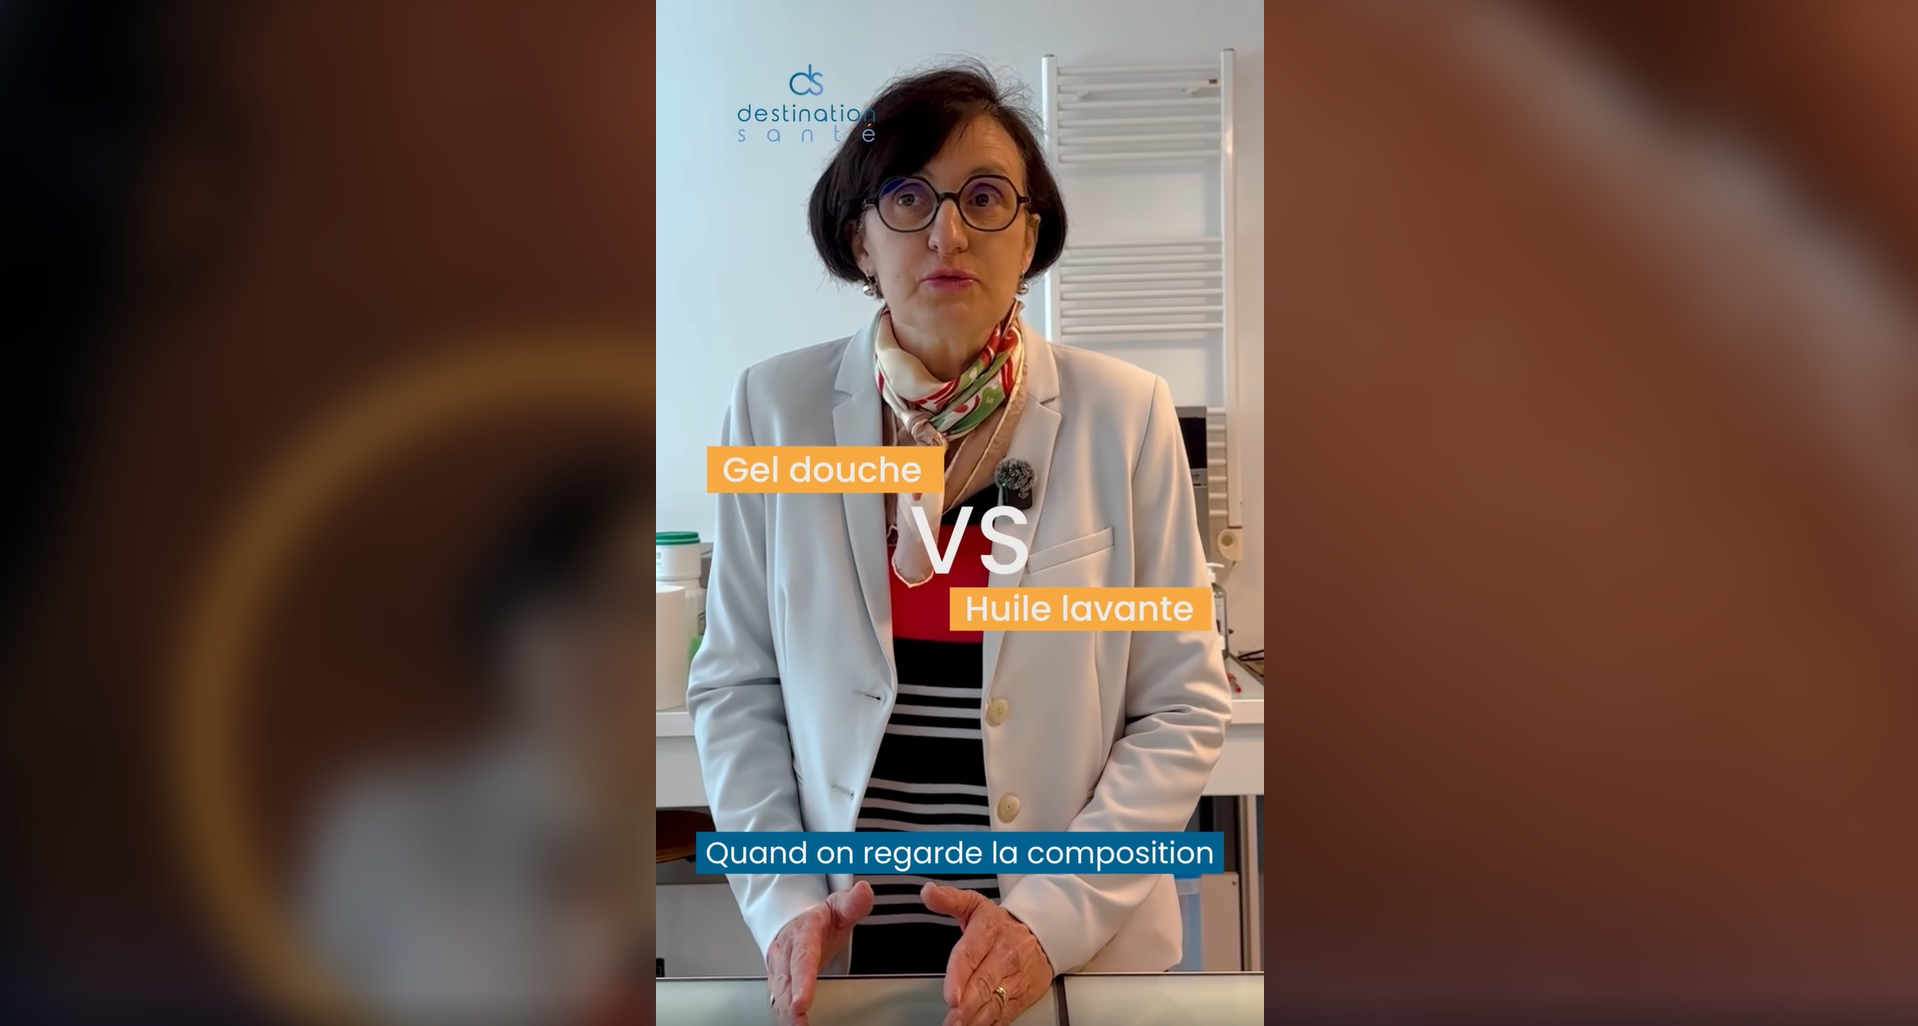 ds
destination
santé
Gel douche
VS
Huile lavante
Quand on regarde la composition